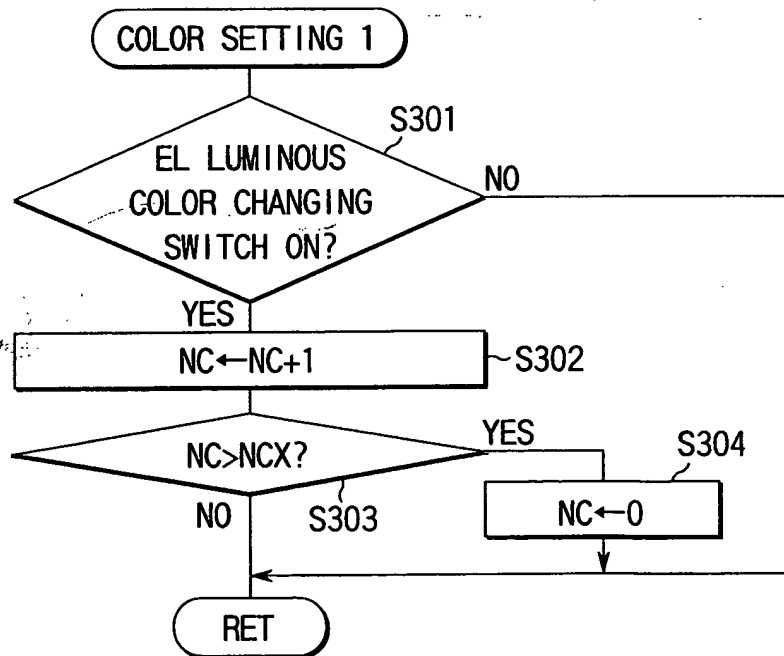 COLOR SETTING 1
S301
EL LUMINOUS
COLOR CHANGING
SWITCH ON?
NO
YES
NC←NC+1
S302
NC>NCX?
YES
S304
NO
S303
NC←0
RET